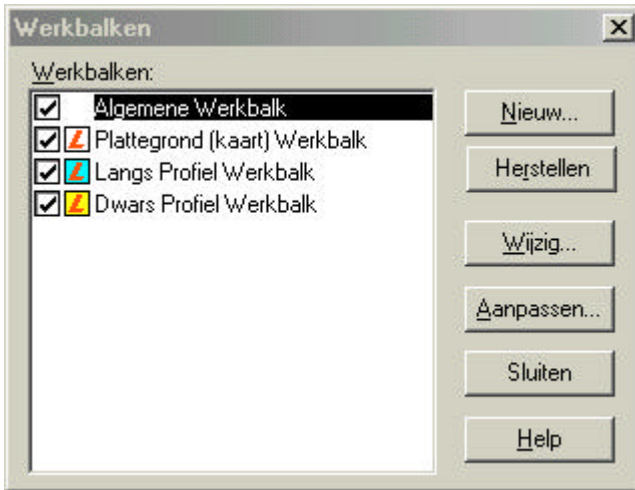 Werkbalken
Werkbalken:
Algemene Werkbalk
Plattegrond (kaart) Werkbalk
Langs Profiel Werkbalk
Dwars Profiel Werkbalk
Nieuw...
Herstellen
Wijzig...
Aanpassen...
Sluiten
Help